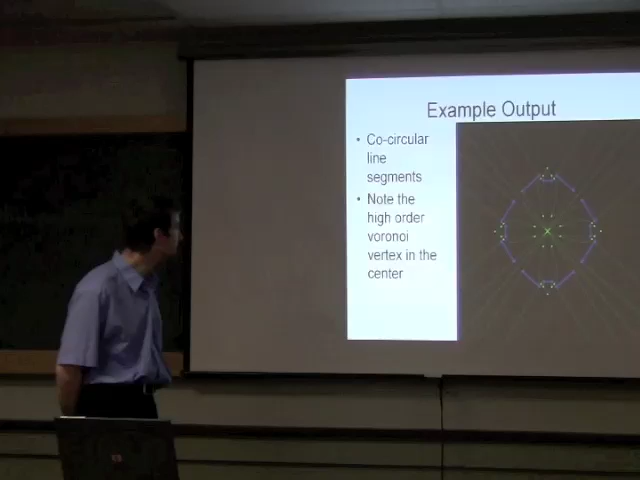 Example Output
• Co-circular
line
segments
• Note the
high order
voronoi
vertex in the
center